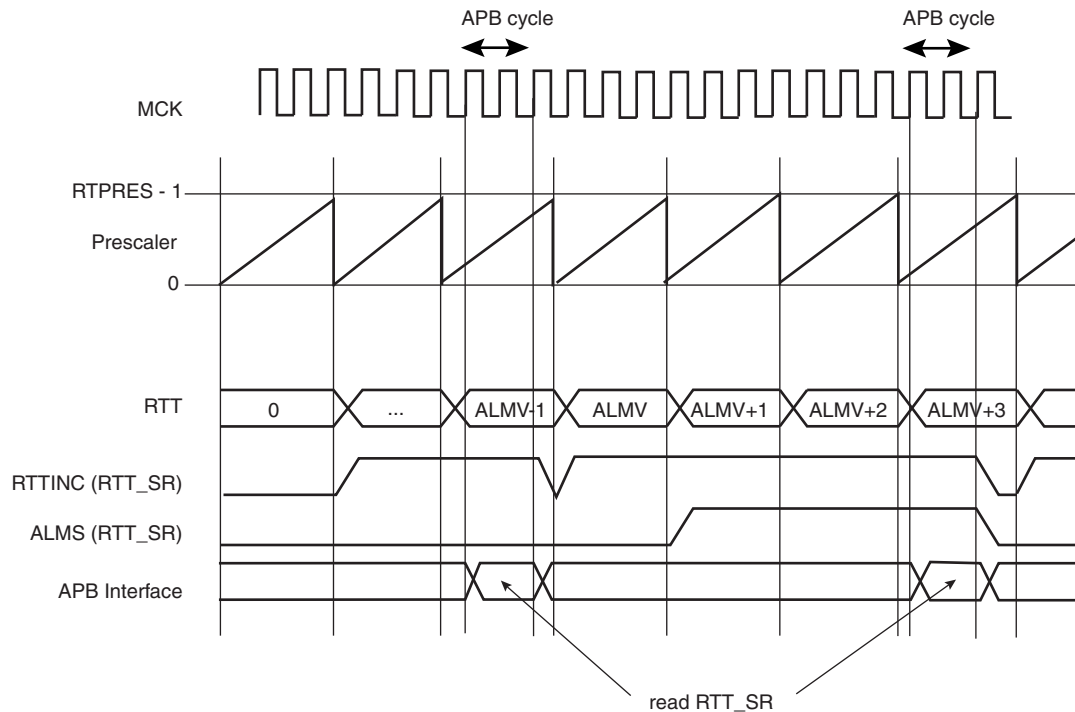 APB cycle APB cycle
MCK
RTPRES - 1
Prescaler
0
RTT 0 ... ALMV-1 ALMV ALMV+1 ALMV+2 ALMV+3
RTTINC (RTT_SR)
ALMS (RTT_SR)
APB Interface
read RTT_SR